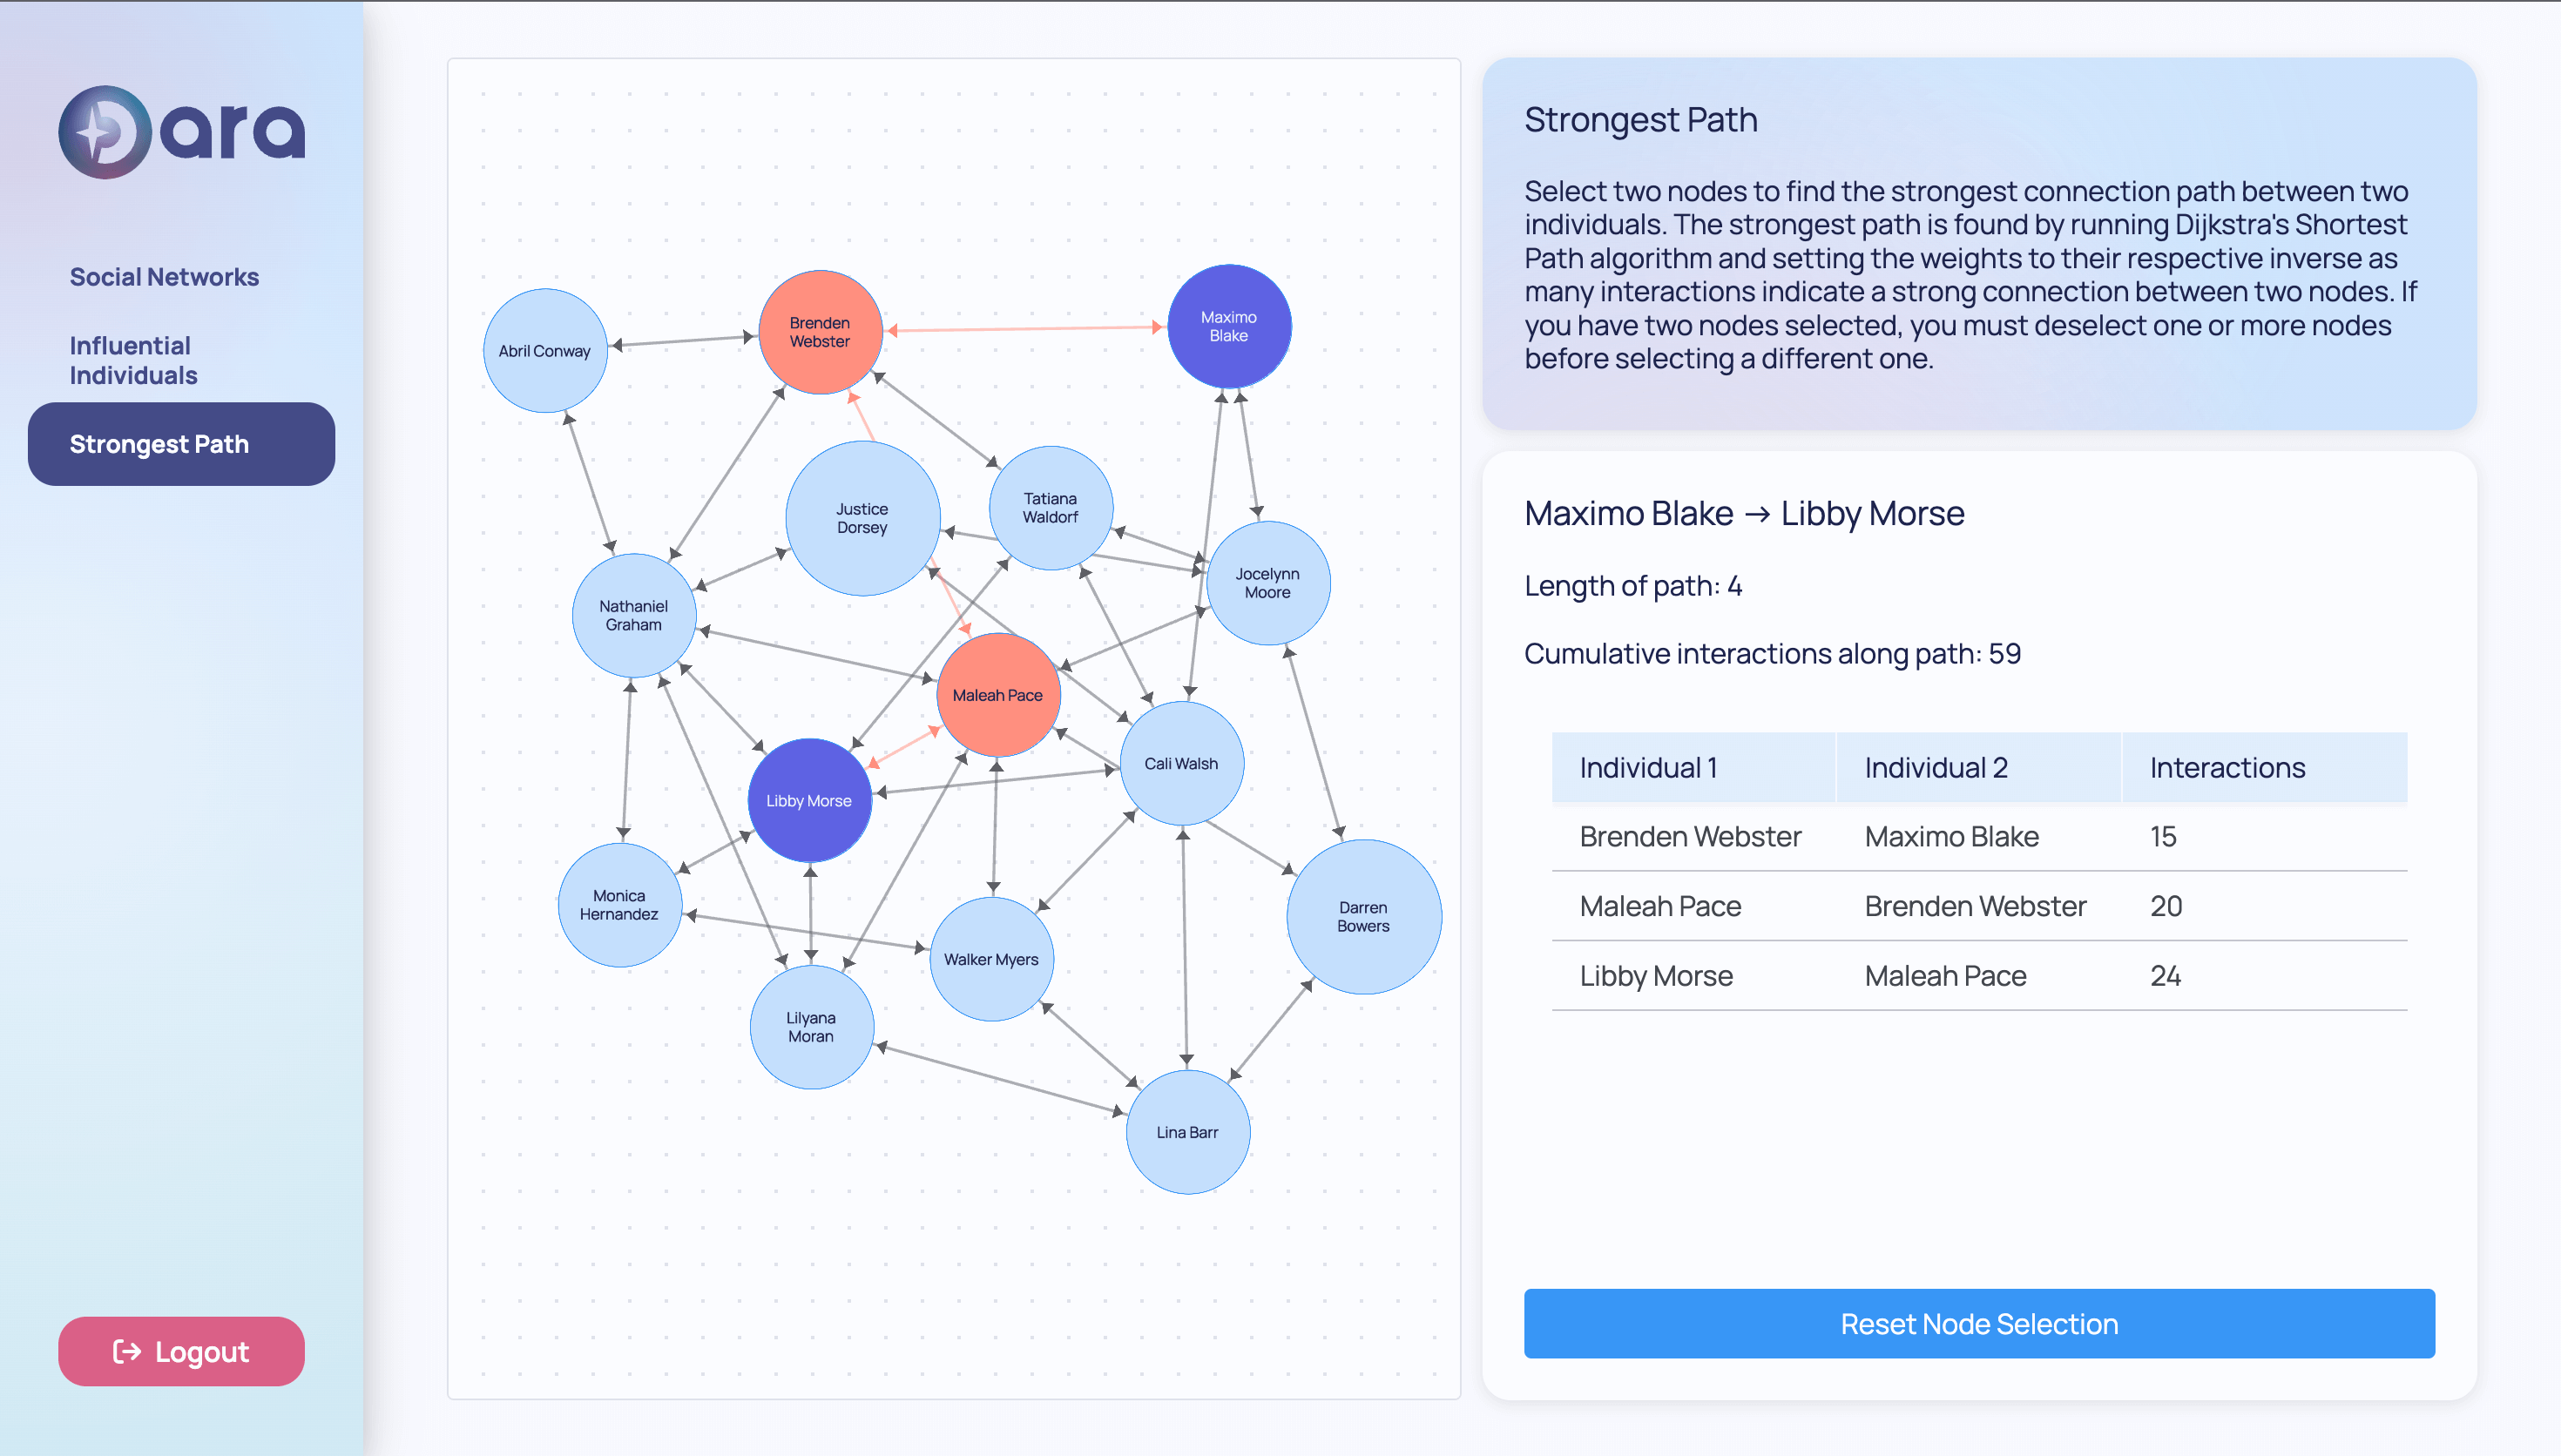 Dara
Social Networks
Influential
Individuals
Strongest Path
Logout
Abril Conway
Brenden
Webster
Maximo
Blake
Justice
Dorsey
Tatiana
Waldorf
Jocelynn
Moore
Nathaniel
Graham
Maleah Pace
Cali Walsh
Libby Morse
Monica
Hernandez
Darren
Bowers
Walker Myers
Lilyana
Moran
Lina Barr
Strongest Path
Select two nodes to find the strongest connection path between two
individuals. The strongest path is found by running Dijkstra's Shortest
Path algorithm and setting the weights to their respective inverse as
many interactions indicate a strong connection between two nodes. If
you have two nodes selected, you must deselect one or more nodes
before selecting a different one.
Maximo Blake → Libby Morse
Length of path: 4
Cumulative interactions along path: 59
Individual 1 Individual 2 Interactions
Brenden Webster Maximo Blake 15
Maleah Pace Brenden Webster 20
Libby Morse Maleah Pace 24
Reset Node Selection